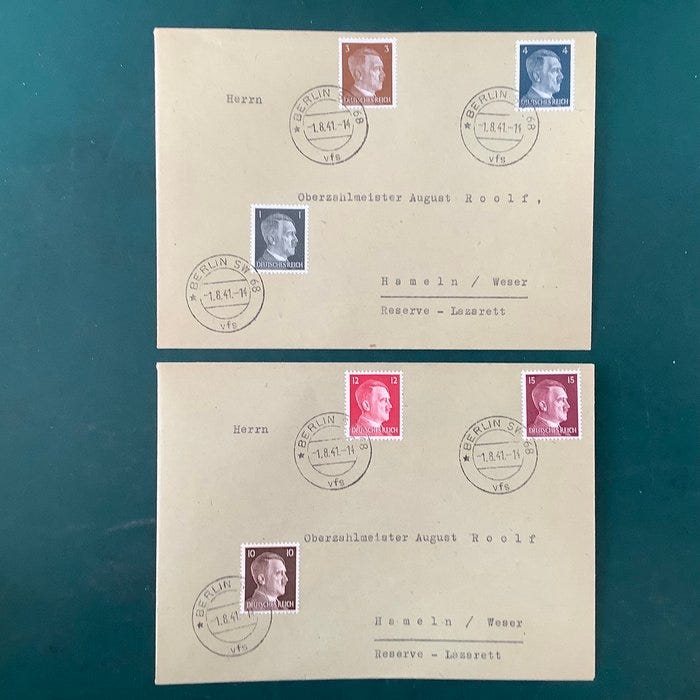 3 3
DEUTSCHES REICH
4 4
DEUTSCHES REICH
Herrn
BERLIN SW 68
-1.8.41.-14
vfs
BERLIN SW 68
-1.8.41.-14
vfs
Oberzahlmeister August Roolf,
1 1
DEUTSCHES REICH
BERLIN SW 68
-1.8.41.-14
vfs
Hameln / Weser
Reserve - Lazarett
12 12
DEUTSCHES REICH
15 15
DEUTSCHES REICH
Herrn
BERLIN SW 68
-1.8.41.-14
vfs
BERLIN SW 68
-1.8.41.-14
vfs
Oberzahlmeister August Roolf
10 10
DEUTSCHES REICH
BERLIN
-1.8.41.
vfs
Hameln / Weser
Reserve - Lazarett